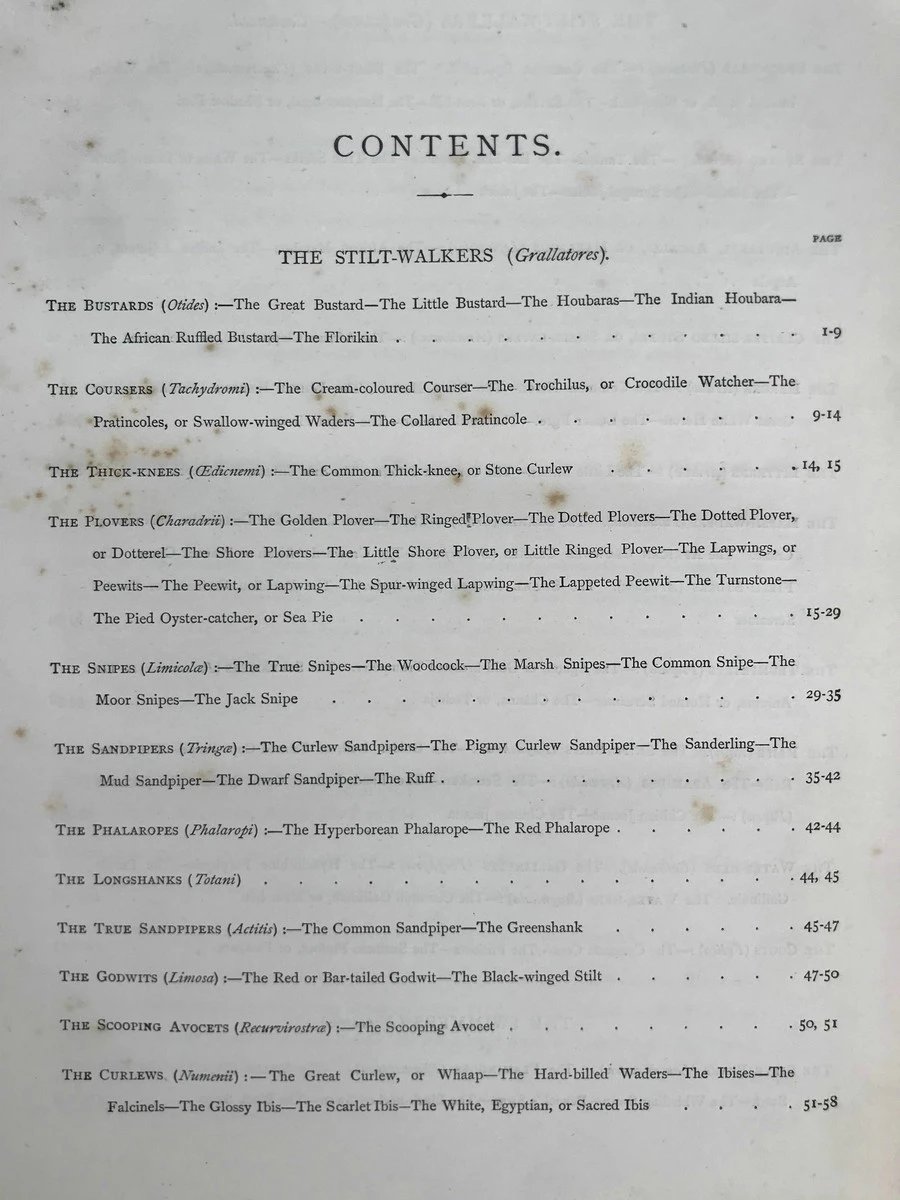 CONTENTS.
PAGE
THE STILT-WALKERS (Grallatores).
THE BUSTARDS (Otides) :—The Great Bustard—The Little Bustard—The Houbaras—The Indian Houbara—
The African Ruffled Bustard—The Florikin . . . . . . . . . . . . 1-9
THE COURSERS (Tachydromi) :—The Cream-coloured Courser—The Trochilus, or Crocodile Watcher—The
Pratincoles, or Swallow-winged Waders—The Collared Pratincole . . . . . . . . 9-14
THE THICK-KNEES (Œdicnemi) :—The Common Thick-knee, or Stone Curlew . . . . . . 14, 15
THE PLOVERS (Charadrii) :—The Golden Plover—The Ringed Plover—The Dotted Plovers—The Dotted Plover,
or Dotterel—The Shore Plovers—The Little Shore Plover, or Little Ringed Plover—The Lapwings, or
Peewits—The Peewit, or Lapwing—The Spur-winged Lapwing—The Lappeted Peewit—The Turnstone—
The Pied Oyster-catcher, or Sea Pie . . . . . . . . . . . . . 15-29
THE SNIPES (Limicolæ) :—The True Snipes—The Woodcock—The Marsh Snipes—The Common Snipe—The
Moor Snipes—The Jack Snipe . . . . . . . . . . . . . . 29-35
THE SANDPIPERS (Tringæ) :—The Curlew Sandpipers—The Pigmy Curlew Sandpiper—The Sanderling—The
Mud Sandpiper—The Dwarf Sandpiper—The Ruff . . . . . . . . . . . 35-42
THE PHALAROPES (Phalaropi) :—The Hyperborean Phalarope—The Red Phalarope . . . . . . 42-44
THE LONGSHANKS (Totani) . . . . . . . . . . . . . . . 44, 45
THE TRUE SANDPIPERS (Actitis) :—The Common Sandpiper—The Greenshank . . . . . . 45-47
THE GODWITS (Limosa) :—The Red or Bar-tailed Godwit—The Black-winged Stilt . . . . . . 47-50
THE SCOOPING AVOCETS (Recurvirostræ) :—The Scooping Avocet . . . . . . . . . 50, 51
THE CURLEWS (Numenii) :—The Great Curlew, or Whaap—The Hard-billed Waders—The Ibises—The
Falcinels—The Glossy Ibis—The Scarlet Ibis—The White, Egyptian, or Sacred Ibis . . . . 51-58